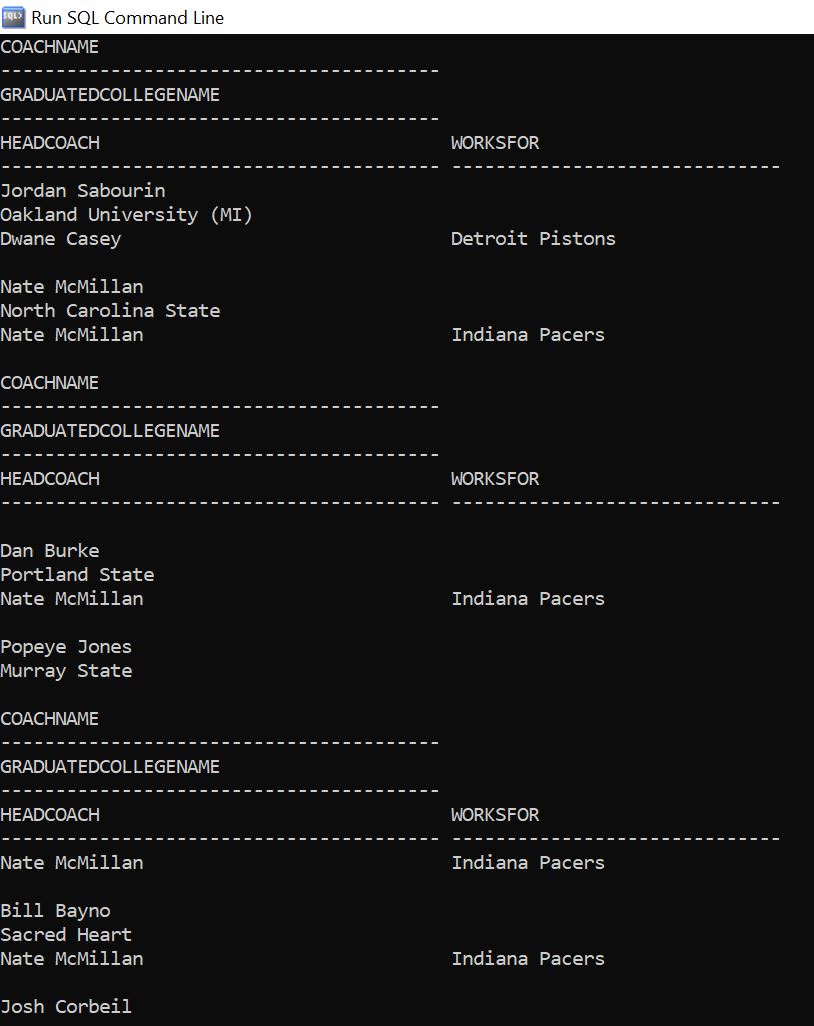 SQL>
Run SQL Command Line
COACHNAME
----------------------------------------
GRADUATEDCOLLEGENAME
----------------------------------------
HEADCOACH WORKSFOR
---------------------------------------- ------------------------------
Jordan Sabourin
Oakland University (MI)
Dwane Casey Detroit Pistons
Nate McMillan
North Carolina State
Nate McMillan Indiana Pacers
COACHNAME
----------------------------------------
GRADUATEDCOLLEGENAME
----------------------------------------
HEADCOACH WORKSFOR
---------------------------------------- ------------------------------
Dan Burke
Portland State
Nate McMillan Indiana Pacers
Popeye Jones
Murray State
COACHNAME
----------------------------------------
GRADUATEDCOLLEGENAME
----------------------------------------
HEADCOACH WORKSFOR
---------------------------------------- ------------------------------
Nate McMillan Indiana Pacers
Bill Bayno
Sacred Heart
Nate McMillan Indiana Pacers
Josh Corbeil